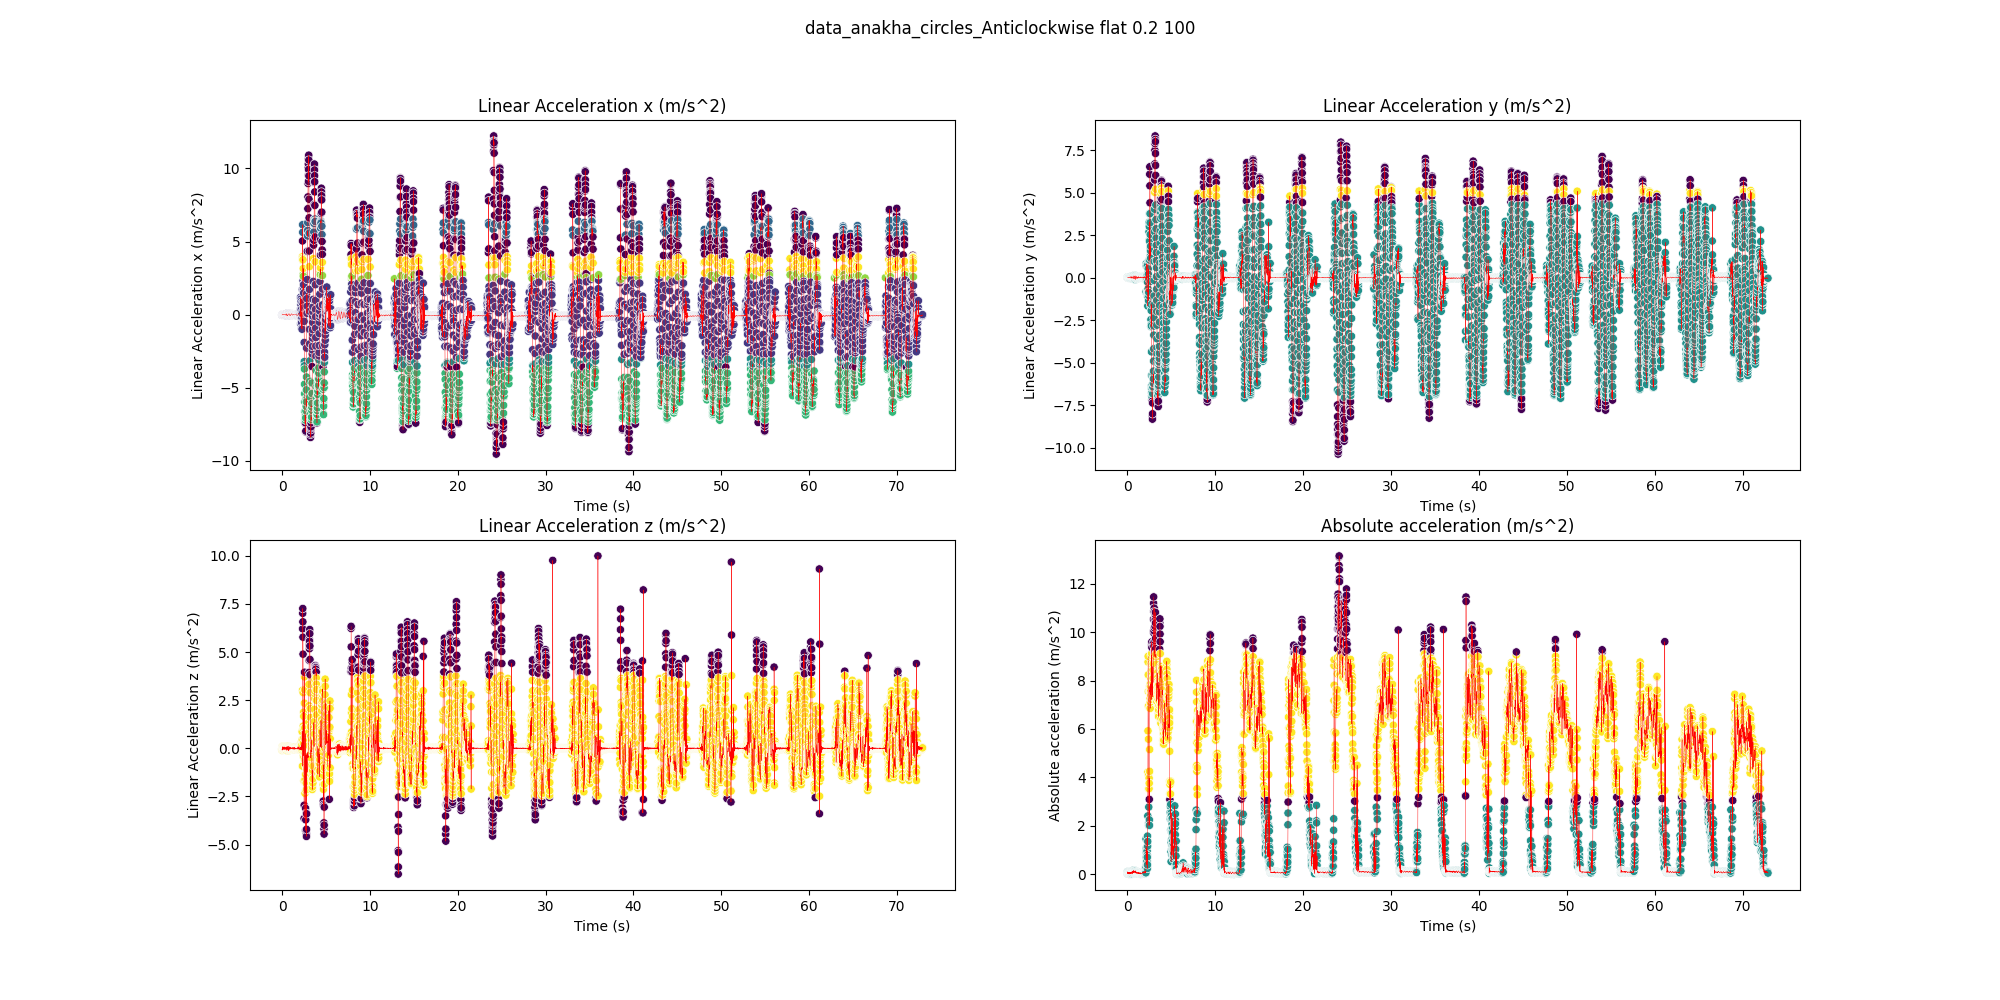 data_anakha_circles_Anticlockwise flat 0.2 100
Linear Acceleration x (m/s^2)
Linear Acceleration x (m/s^2)
10
5
0
−5
−10
0 10 20 30 40 50 60 70
Time (s)
Linear Acceleration y (m/s^2)
Linear Acceleration y (m/s^2)
7.5
5.0
2.5
0.0
−2.5
−5.0
−7.5
−10.0
0 10 20 30 40 50 60 70
Time (s)
Linear Acceleration z (m/s^2)
Linear Acceleration z (m/s^2)
10.0
7.5
5.0
2.5
0.0
−2.5
−5.0
0 10 20 30 40 50 60 70
Time (s)
Absolute acceleration (m/s^2)
Absolute acceleration (m/s^2)
12
10
8
6
4
2
0
0 10 20 30 40 50 60 70
Time (s)